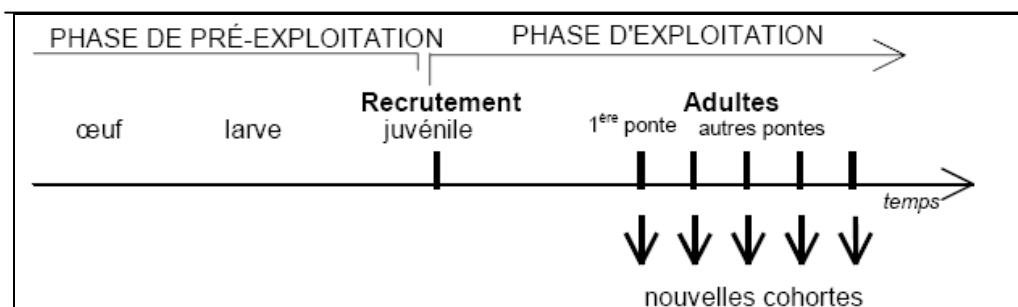 PHASE DE PRÉ-EXPLOITATION PHASE D'EXPLOITATION
Recrutement Adultes
œuf larve juvénile 1ère ponte autres pontes
temps
nouvelles cohortes